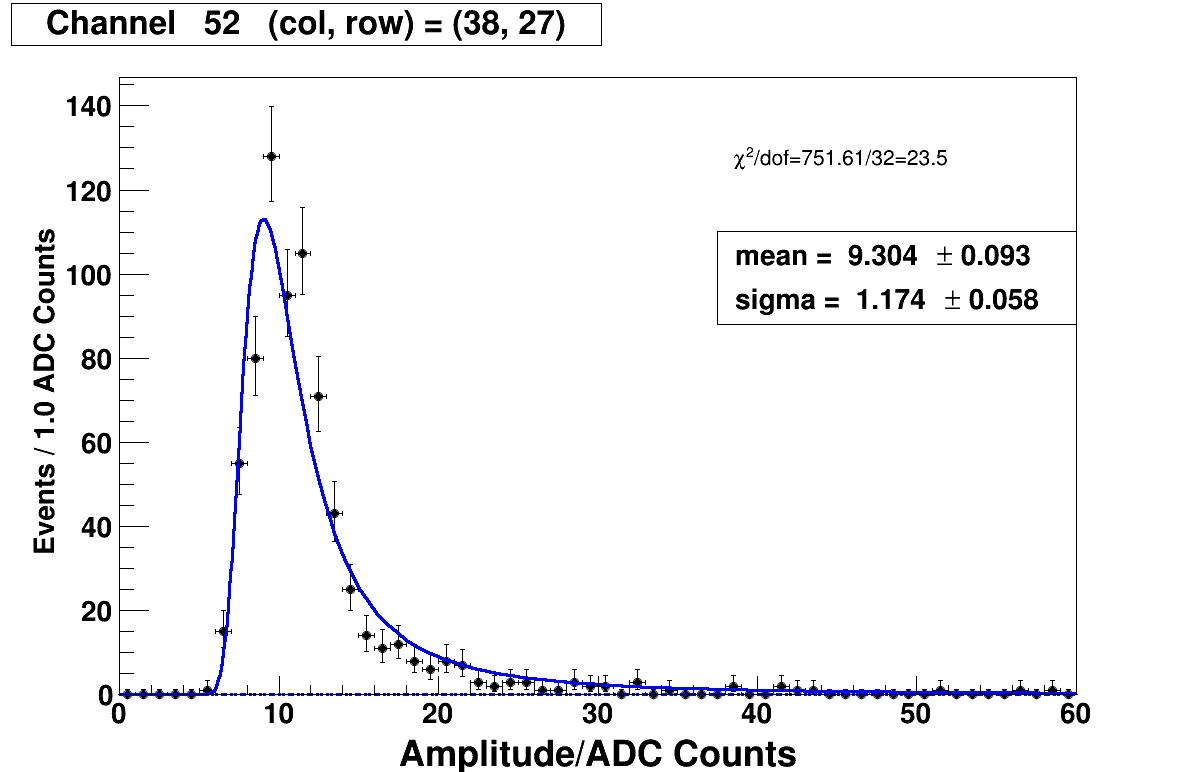 Channel 52 (col, row) = (38, 27)
140
120
100
80
60
40
20
0
Events / 1.0 ADC Counts
χ²/dof=751.61/32=23.5
mean = 9.304 ± 0.093
sigma = 1.174 ± 0.058
0 10 20 30 40 50 60
Amplitude/ADC Counts